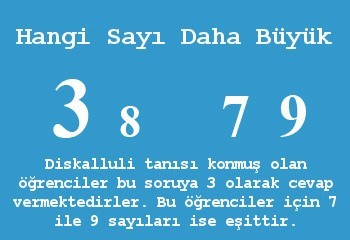 Hangi Sayı Daha Büyük
3 8 7 9
Diskalluli tanısı konmuş olan
öğrenciler bu soruya 3 olarak cevap
vermektedirler. Bu öğrenciler için 7
ile 9 sayıları ise eşittir.